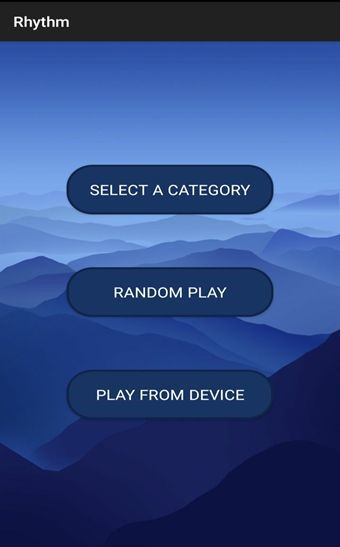 Rhythm
SELECT A CATEGORY
RANDOM PLAY
PLAY FROM DEVICE